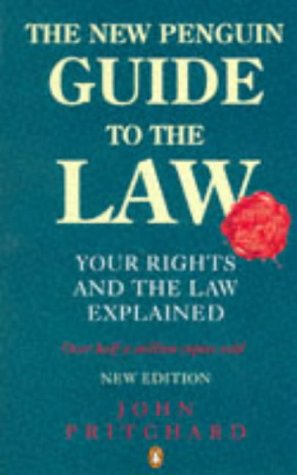 THE NEW PENGUIN
GUIDE
TO THE
LAW
YOUR RIGHTS
AND THE LAW
EXPLAINED
Over half a million copies sold
NEW EDITION
JOHN
PRITCHARD